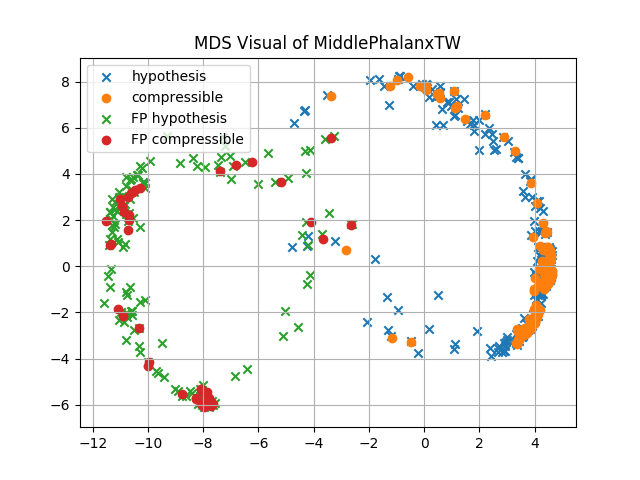 MDS Visual of MiddlePhalanxTW
hypothesis
compressible
FP hypothesis
FP compressible
8
6
4
2
0
−2
−4
−6
−12 −10 −8 −6 −4 −2 0 2 4